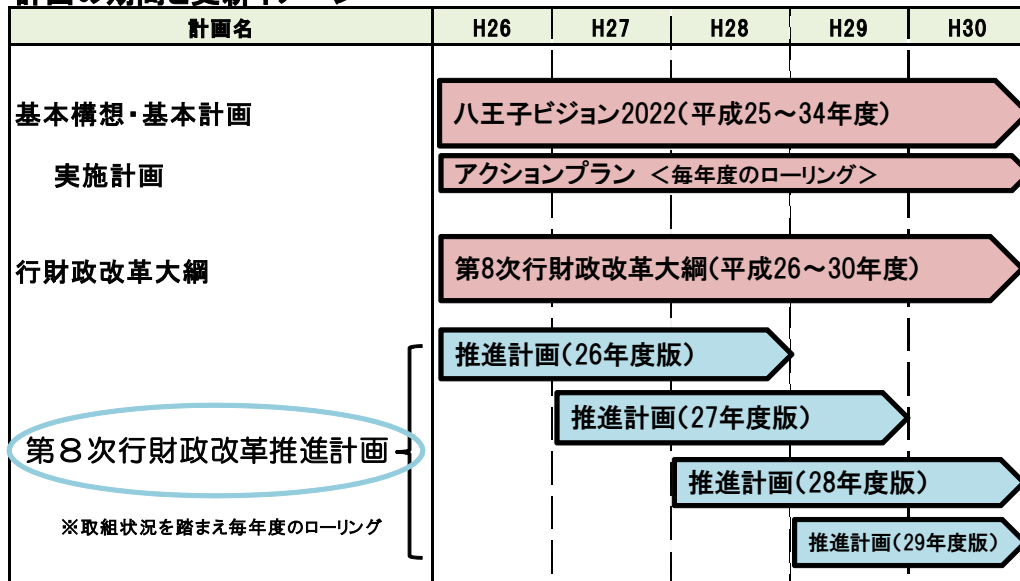 計画名 H26 H27 H28 H29 H30
基本構想・基本計画 八王子ビジョン2022(平成25～34年度)
実施計画 アクションプラン <毎年度のローリング>
行財政改革大綱 第8次行財政改革大綱(平成26～30年度)
推進計画(26年度版)
推進計画(27年度版)
第8次行財政改革推進計画
推進計画(28年度版)
※取組状況を踏まえ毎年度のローリング
推進計画(29年度版)